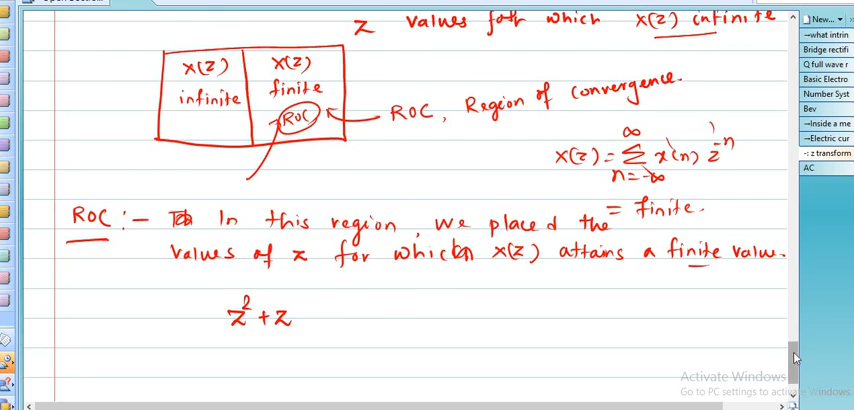 z values for which X(z) infinite
X(z) infinite
X(z) finite
ROC
ROC, Region of convergence.
X(z) = ∞ Σ n=-∞ x(n) z^-n
= finite.
ROC :- In this region, we placed the
values of z for which X(z) attains a finite value.
z² + z
New...
what intrin
Bridge rectifi
Q full wave r
Basic Electro
Number Syst
Bev
Inside a me
Electric cur
-: z transform
AC
Activate Windows
Go to PC settings to activate Windows.